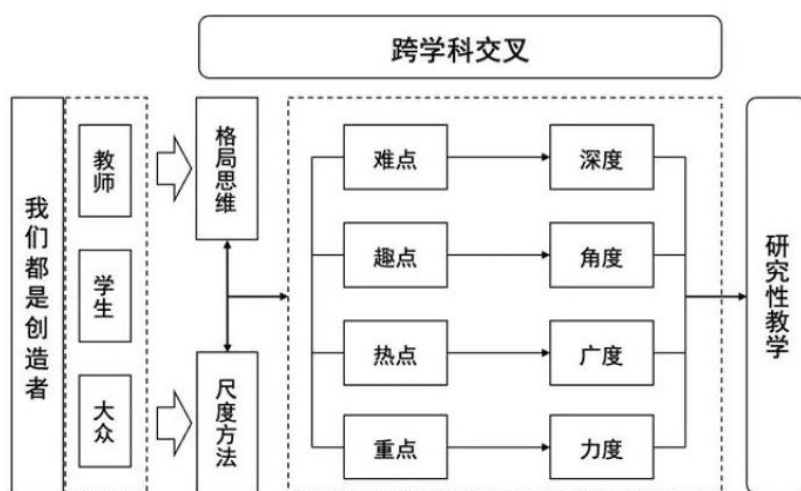 跨学科交叉
我们都是创造者
教师
学生
大众
格局思维
尺度方法
难点
深度
趣点
角度
热点
广度
重点
力度
研究性教学